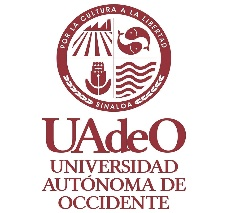 POR LA CULTURA A LA LIBERTAD
SINALOA
UAdeO
UNIVERSIDAD
AUTÓNOMA DE
OCCIDENTE